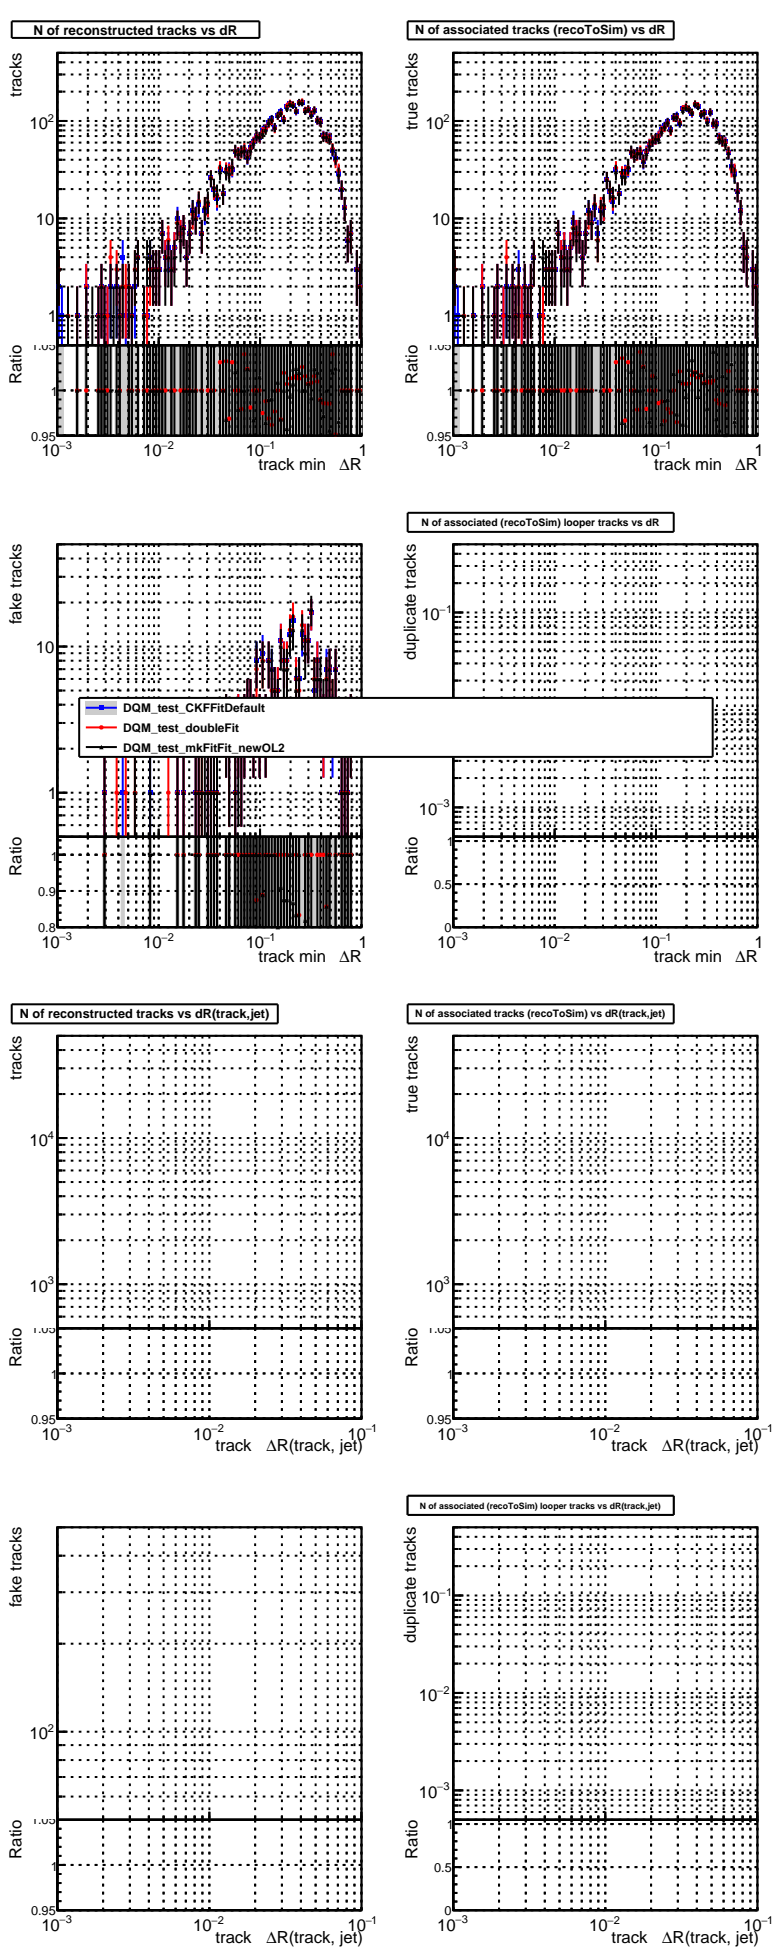 N of reconstructed tracks vs dR
tracks
10²
10
1
1.05
Ratio
1
0.95
10⁻³ 10⁻² 10⁻¹ 1
track min ΔR
N of associated tracks (recoToSim) vs dR
true tracks
10²
10
1
1.05
Ratio
1
0.95
10⁻³ 10⁻² 10⁻¹ 1
track min ΔR
fake tracks
10
1
Ratio
1
0.9
0.8
10⁻³ 10⁻² 10⁻¹ 1
track min ΔR
N of associated (recoToSim) looper tracks vs dR
duplicate tracks
10⁻¹
10⁻³
Ratio
1
0.5
0
10⁻³ 10⁻² 10⁻¹ 1
track min ΔR
DQM_test_CKFFitDefault
DQM_test_doubleFit
DQM_test_mkFitFit_newOL2
N of reconstructed tracks vs dR(track,jet)
tracks
10⁴
10³
1.05
Ratio
1
0.95
10⁻³ 10⁻² 10⁻¹
track ΔR(track, jet)
N of associated tracks (recoToSim) vs dR(track,jet)
true tracks
10⁴
10³
1.05
Ratio
1
0.95
10⁻³ 10⁻² 10⁻¹
track ΔR(track, jet)
fake tracks
10²
1.05
Ratio
1
0.95
10⁻³ 10⁻² 10⁻¹
track ΔR(track, jet)
N of associated (recoToSim) looper tracks vs dR(track,jet)
duplicate tracks
10⁻¹
10⁻²
10⁻³
Ratio
1
0.5
0
10⁻³ 10⁻² 10⁻¹
track ΔR(track, jet)